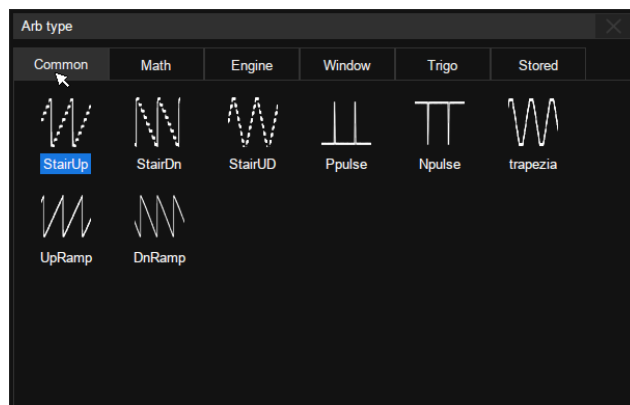 Arb type
Common Math Engine Window Trigo Stored
StairUp StairDn StairUD Ppulse Npulse trapezia
UpRamp DnRamp